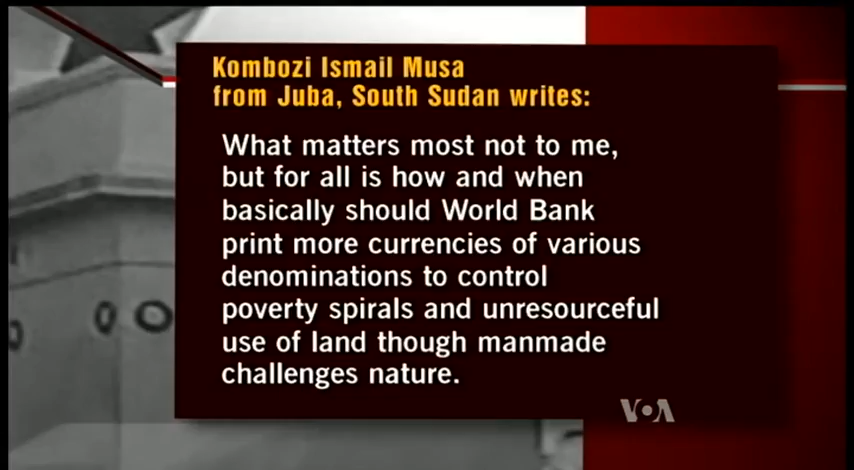 Kombozi Ismail Musa
from Juba, South Sudan writes:
What matters most not to me,
but for all is how and when
basically should World Bank
print more currencies of various
denominations to control
poverty spirals and unresourceful
use of land though manmade
challenges nature.
VOA